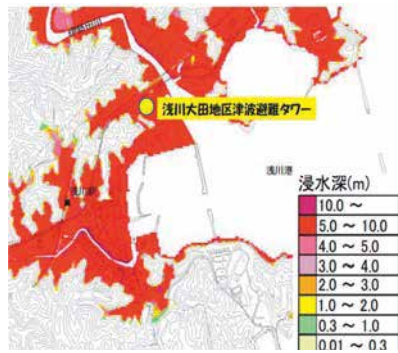 浅川大田地区津波避難タワー
浅川港
浅川駅
浸水深(m)
10.0 ～
5.0 ～ 10.0
4.0 ～ 5.0
3.0 ～ 4.0
2.0 ～ 3.0
1.0 ～ 2.0
0.3 ～ 1.0
0.01 ～ 0.3